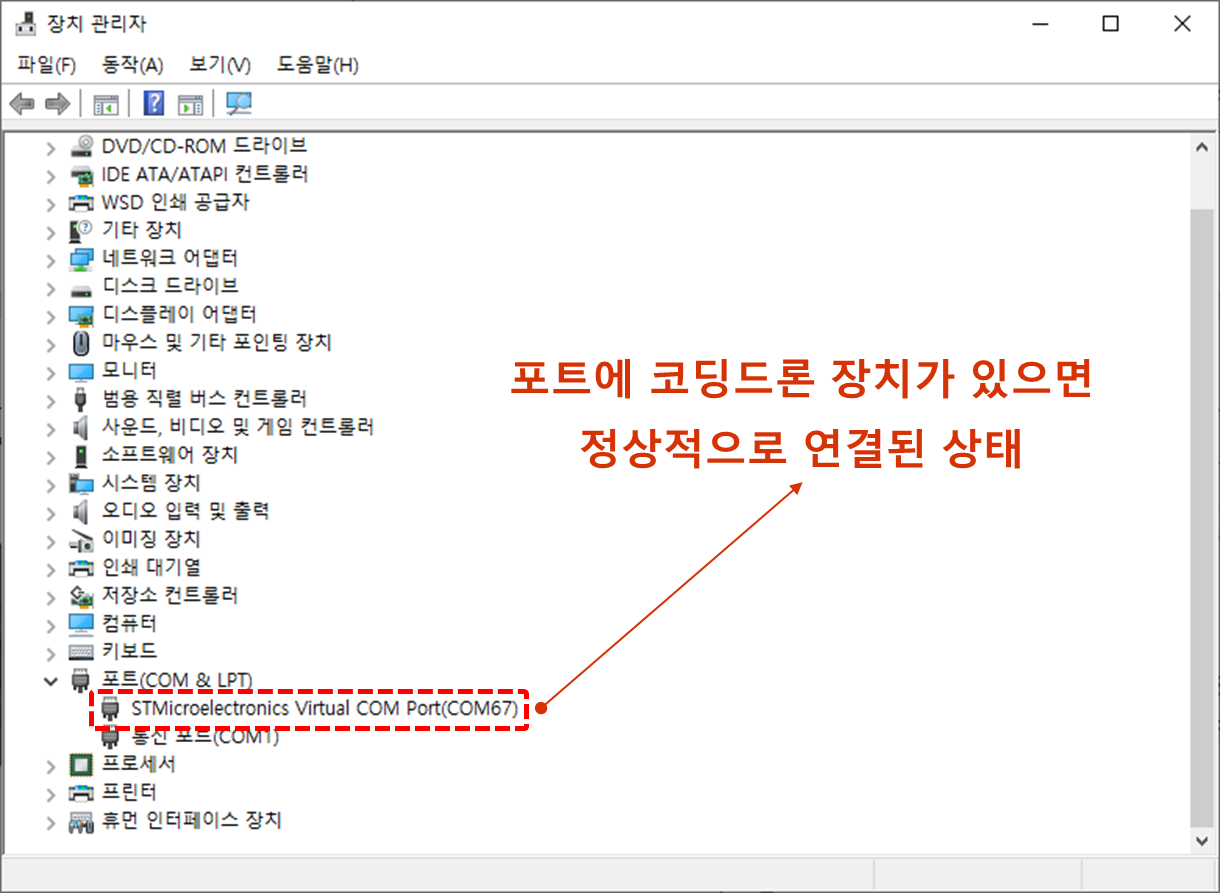 장치 관리자
파일(F) 동작(A) 보기(V) 도움말(H)
DVD/CD-ROM 드라이브
IDE ATA/ATAPI 컨트롤러
WSD 인쇄 공급자
기타 장치
네트워크 어댑터
디스크 드라이브
디스플레이 어댑터
마우스 및 기타 포인팅 장치
모니터
범용 직렬 버스 컨트롤러
사운드, 비디오 및 게임 컨트롤러
소프트웨어 장치
시스템 장치
오디오 입력 및 출력
이미징 장치
인쇄 대기열
저장소 컨트롤러
컴퓨터
키보드
포트(COM & LPT)
STMicroelectronics Virtual COM Port(COM67)
통신 포트(COM1)
프로세서
프린터
휴먼 인터페이스 장치
포트에 코딩드론 장치가 있으면
정상적으로 연결된 상태